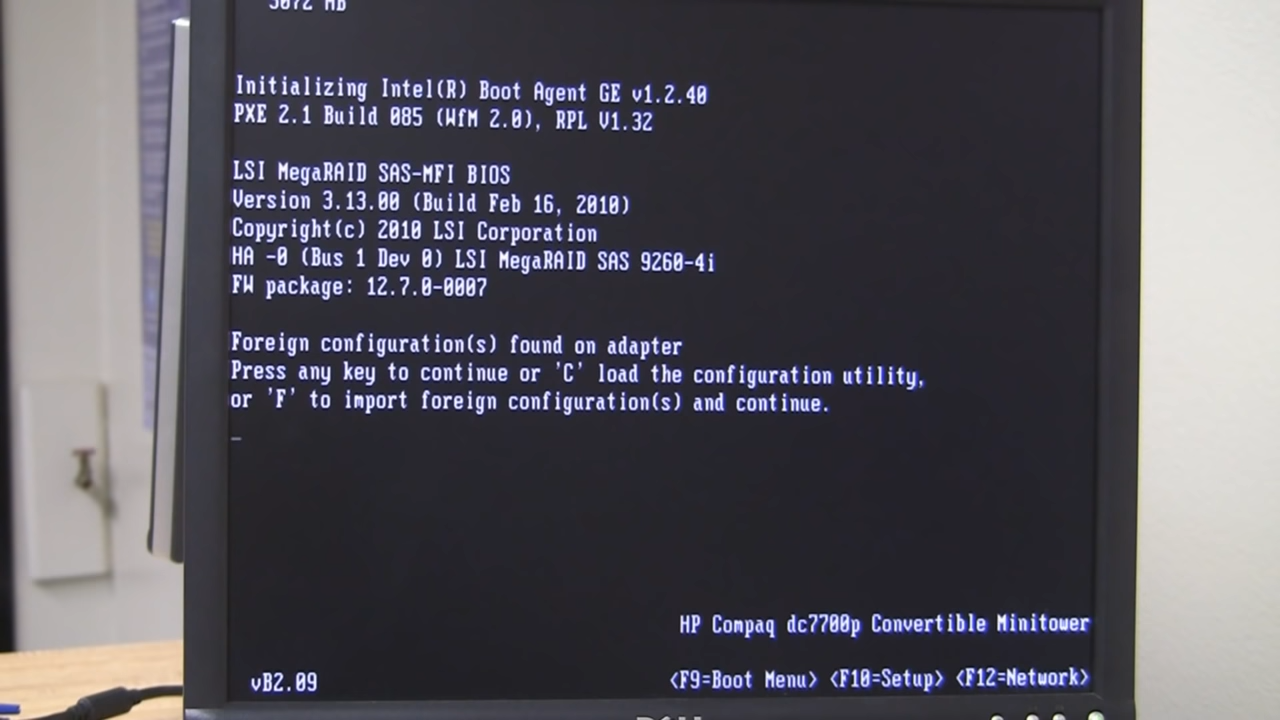 3072 MB
Initializing Intel(R) Boot Agent GE v1.2.40
PXE 2.1 Build 085 (WfM 2.0), RPL V1.32
LSI MegaRAID SAS-MFI BIOS
Version 3.13.00 (Build Feb 16, 2010)
Copyright(c) 2010 LSI Corporation
HA -0 (Bus 1 Dev 0) LSI MegaRAID SAS 9260-4i
FW package: 12.7.0-0007
Foreign configuration(s) found on adapter
Press any key to continue or 'C' load the configuration utility,
or 'F' to import foreign configuration(s) and continue.
_
HP Compaq dc7700p Convertible Minitower
vB2.09
<F9=Boot Menu> <F10=Setup> <F12=Network>